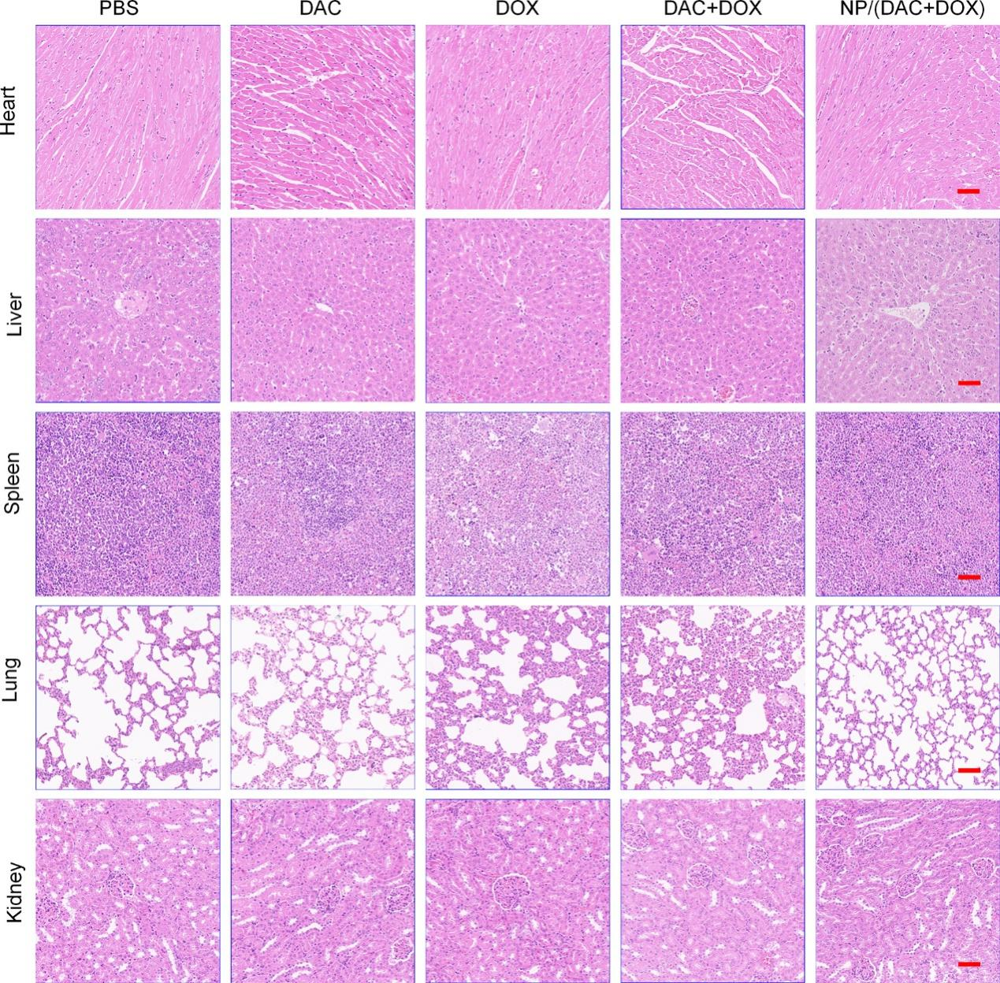 PBS DAC DOX DAC+DOX NP/(DAC+DOX)
Heart
Liver
Spleen
Lung
Kidney